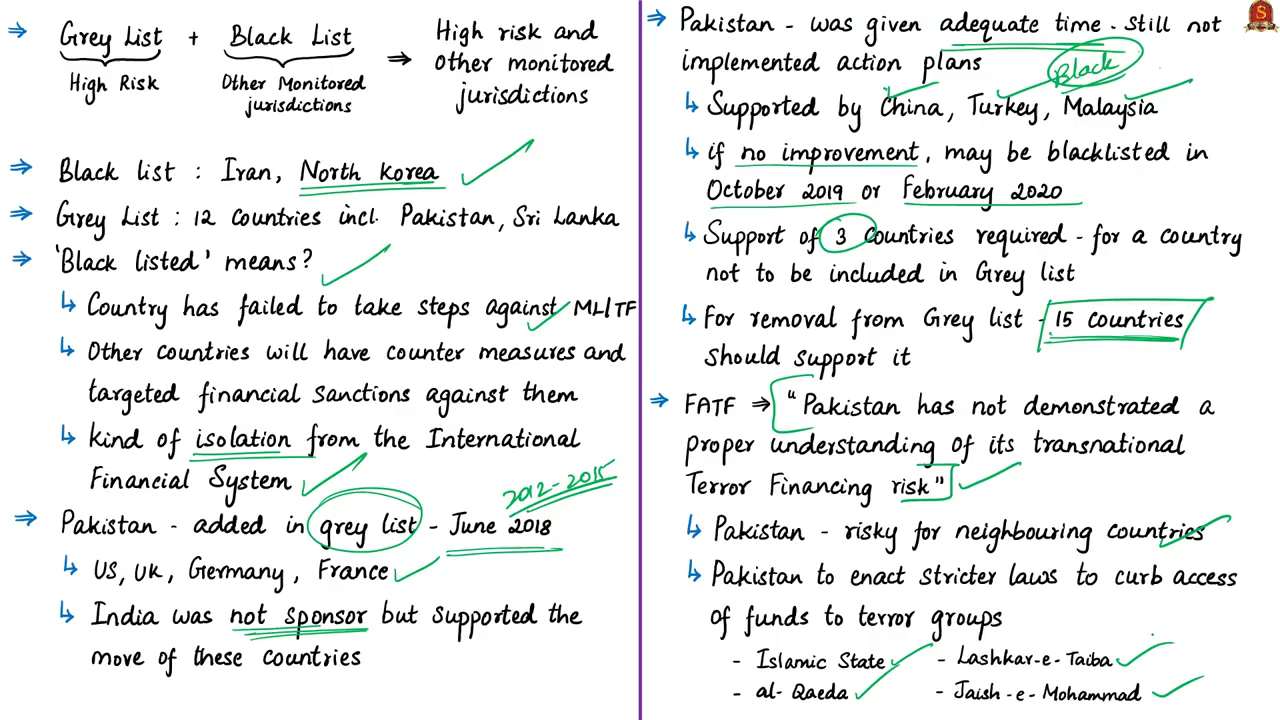 ⇒ Grey List + Black List ⇒ High risk and
other monitored
jurisdictions
High Risk
Other Monitored
jurisdictions
⇒ Black list : Iran, North korea
⇒ Grey List : 12 countries incl. Pakistan, Sri Lanka
⇒ 'Black listed' means?
↳ Country has failed to take steps against ML/TF
↳ Other countries will have counter measures and
targeted financial sanctions against them
↳ kind of isolation from the International
Financial System
2012-2015
⇒ Pakistan - added in grey list - June 2018
↳ US, UK, Germany, France
↳ India was not sponsor but supported the
move of these countries
S
⇒ Pakistan - was given adequate time - still not
implemented action plans
Black
↳ Supported by China, Turkey, Malaysia
↳ if no improvement, may be blacklisted in
October 2019 or February 2020
↳ Support of 3 Countries required - for a country
not to be included in Grey list
↳ For removal from Grey list - 15 countries
should support it
⇒ FATF ⇒ "Pakistan has not demonstrated a
proper understanding of its transnational
Terror Financing risk"
↳ Pakistan - risky for neighbouring countries
↳ Pakistan to enact stricter laws to curb access
of funds to terror groups
- Islamic State - Lashkar-e-Taiba
- al-Qaeda - Jaish-e-Mohammad